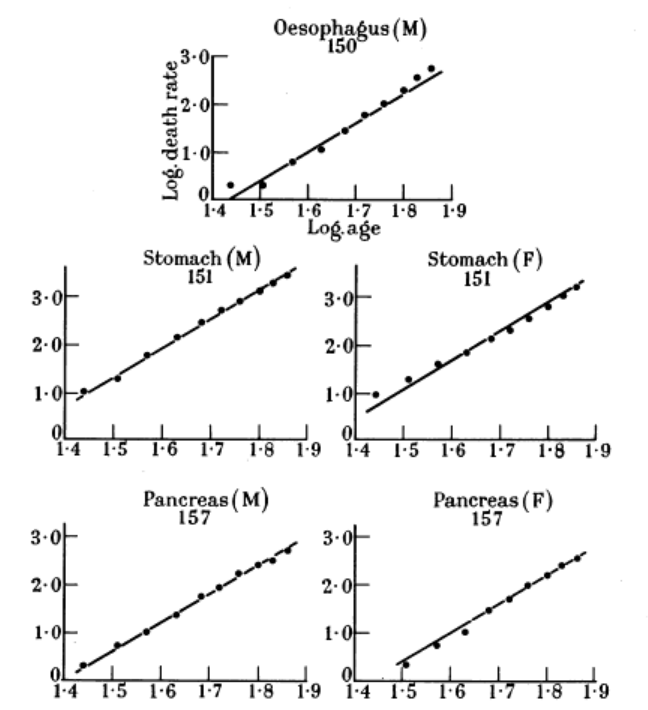 Oesophagus (M)
150
Log. death rate
3·0
2·0
1·0
0
1·4 1·5 1·6 1·7 1·8 1·9
Log. age
Stomach (M)
151
3·0
2·0
1·0
0
1·4 1·5 1·6 1·7 1·8 1·9
Stomach (F)
151
3·0
2·0
1·0
0
1·4 1·5 1·6 1·7 1·8 1·9
Pancreas (M)
157
3·0
2·0
1·0
0
1·4 1·5 1·6 1·7 1·8 1·9
Pancreas (F)
157
3·0
2·0
1·0
0
1·4 1·5 1·6 1·7 1·8 1·9